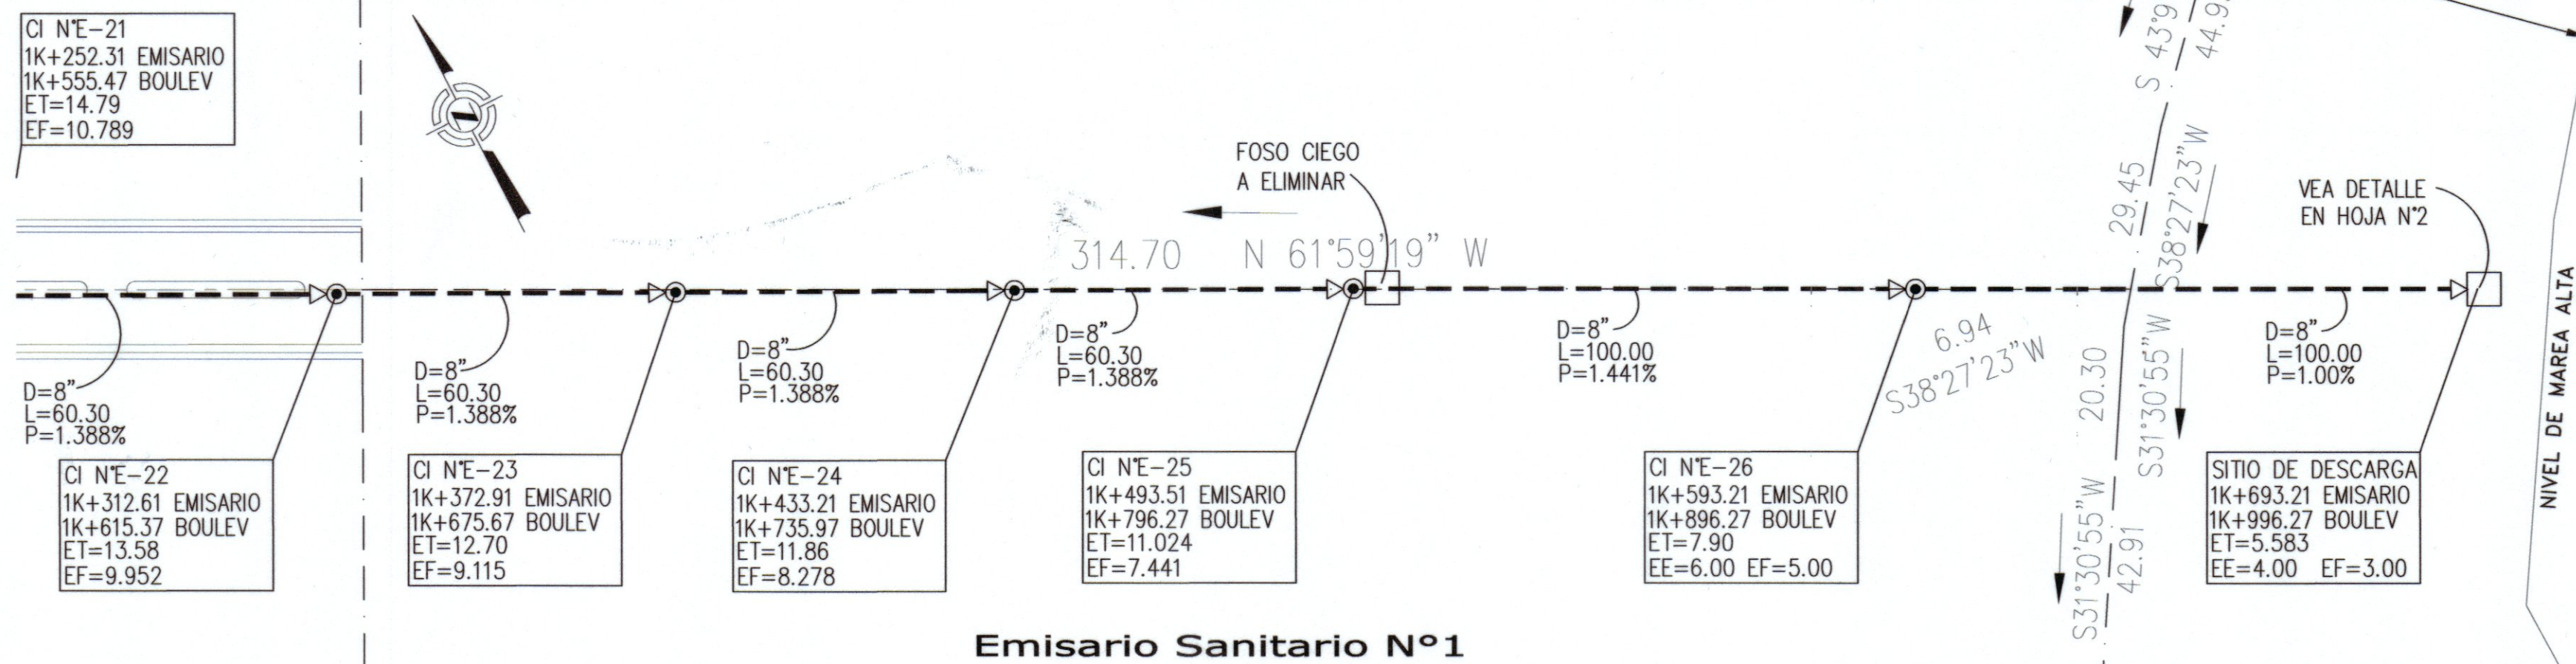 CI N°E-21
1K+252.31 EMISARIO
1K+555.47 BOULEV
ET=14.79
EF=10.789
N
FOSO CIEGO
A ELIMINAR
314.70 N 61°59'19" W
S 43°9
44.9
29.45
S38°27'23"W
VEA DETALLE
EN HOJA N°2
NIVEL DE MAREA ALTA
D=8"
L=60.30
P=1.388%
D=8"
L=60.30
P=1.388%
D=8"
L=60.30
P=1.388%
D=8"
L=60.30
P=1.388%
D=8"
L=100.00
P=1.441%
6.94
S38°27'23"W
20.30
S31°30'55"W
S31°30'55"W
42.91
D=8"
L=100.00
P=1.00%
CI N°E-22
1K+312.61 EMISARIO
1K+615.37 BOULEV
ET=13.58
EF=9.952
CI N°E-23
1K+372.91 EMISARIO
1K+675.67 BOULEV
ET=12.70
EF=9.115
CI N°E-24
1K+433.21 EMISARIO
1K+735.97 BOULEV
ET=11.86
EF=8.278
CI N°E-25
1K+493.51 EMISARIO
1K+796.27 BOULEV
ET=11.024
EF=7.441
CI N°E-26
1K+593.21 EMISARIO
1K+896.27 BOULEV
ET=7.90
EE=6.00 EF=5.00
SITIO DE DESCARGA
1K+693.21 EMISARIO
1K+996.27 BOULEV
ET=5.583
EE=4.00 EF=3.00
Emisario Sanitario Nº1